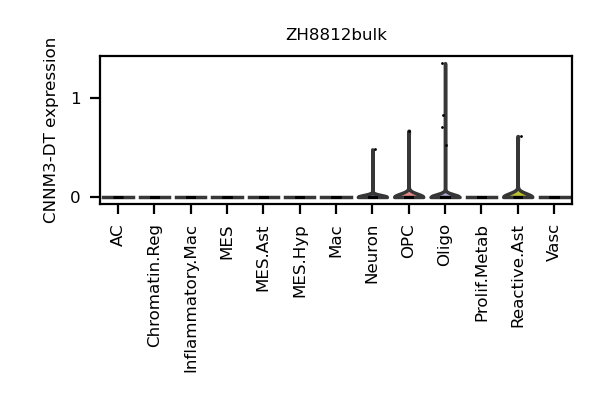 ZH8812bulk
CNNM3-DT expression
1
0
AC
Chromatin.Reg
Inflammatory.Mac
MES
MES.Ast
MES.Hyp
Mac
Neuron
OPC
Oligo
Prolif.Metab
Reactive.Ast
Vasc